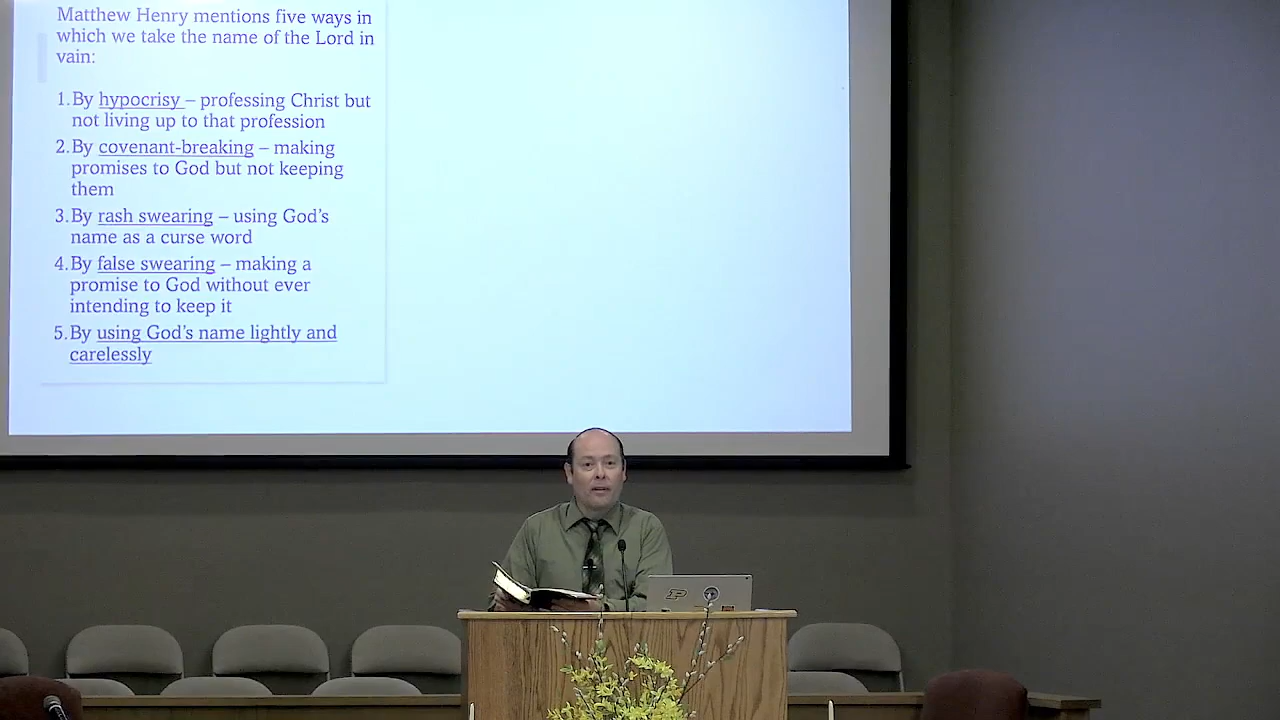 Matthew Henry mentions five ways in
which we take the name of the Lord in
vain:
1. By hypocrisy – professing Christ but
not living up to that profession
2. By covenant-breaking – making
promises to God but not keeping
them
3. By rash swearing – using God's
name as a curse word
4. By false swearing – making a
promise to God without ever
intending to keep it
5. By using God's name lightly and
carelessly
P